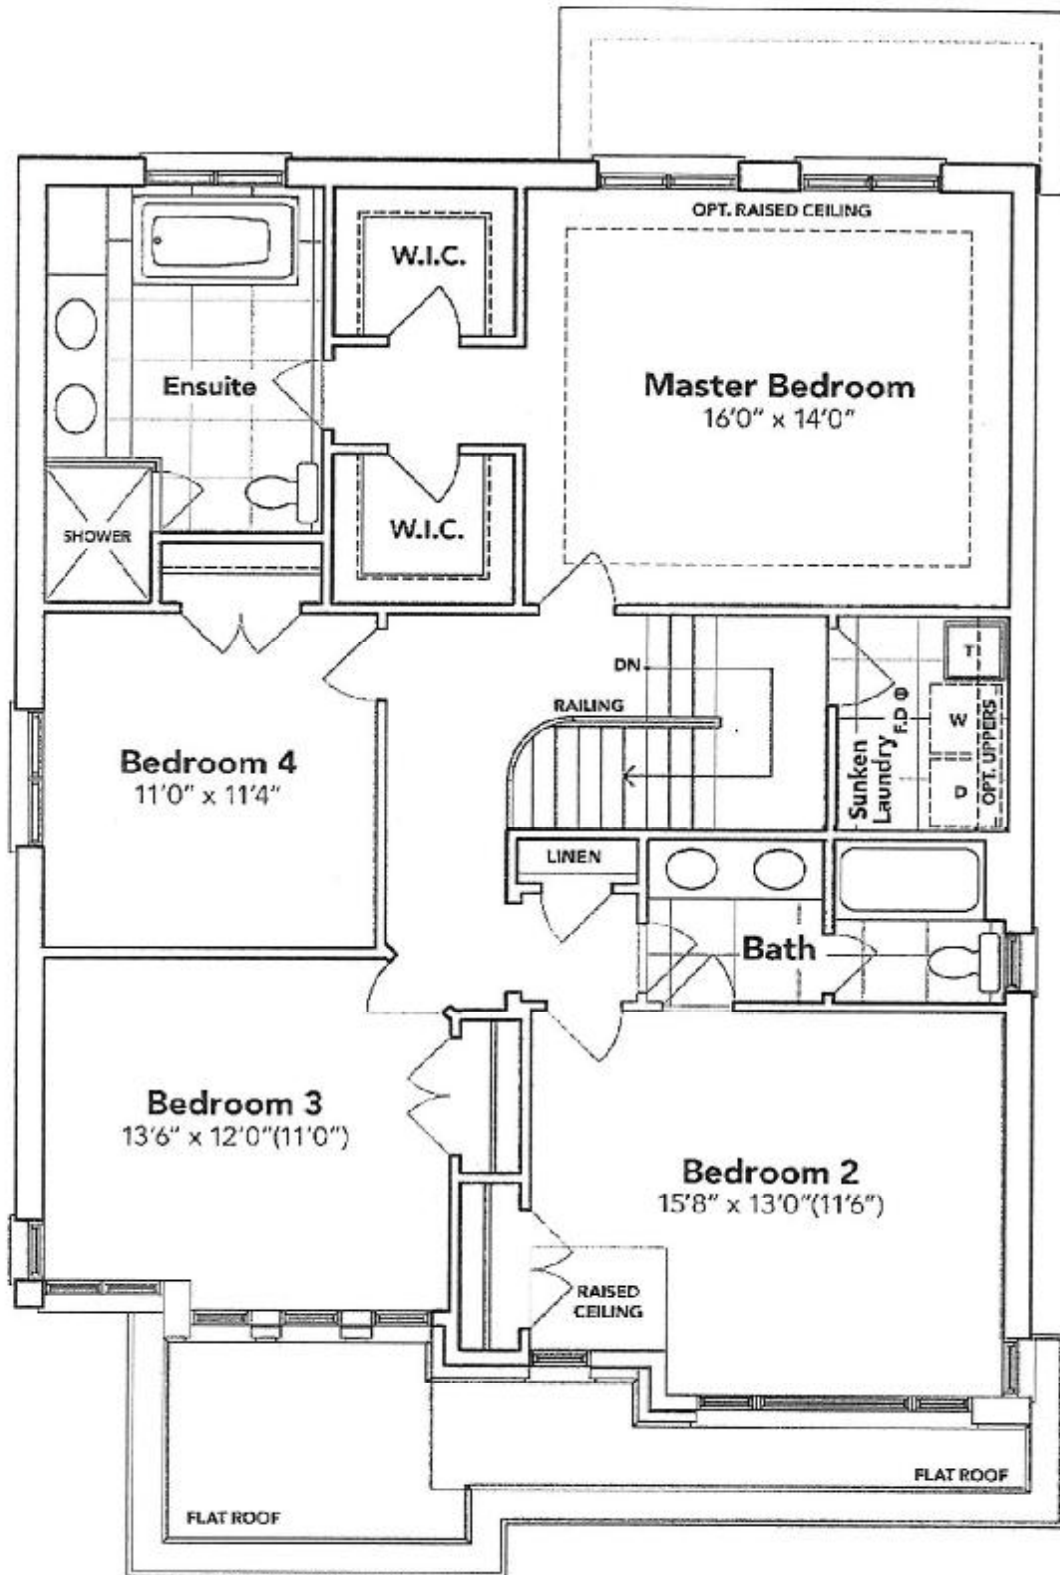 OPT. RAISED CEILING
W.I.C.
Ensuite
Master Bedroom
16'0" x 14'0"
W.I.C.
SHOWER
DN
RAILING
T
W
D
F.D
OPT. UPPERS
Sunken
Laundry
Bedroom 4
11'0" x 11'4"
LINEN
Bath
Bedroom 3
13'6" x 12'0"(11'0")
Bedroom 2
15'8" x 13'0"(11'6")
RAISED
CEILING
FLAT ROOF
FLAT ROOF